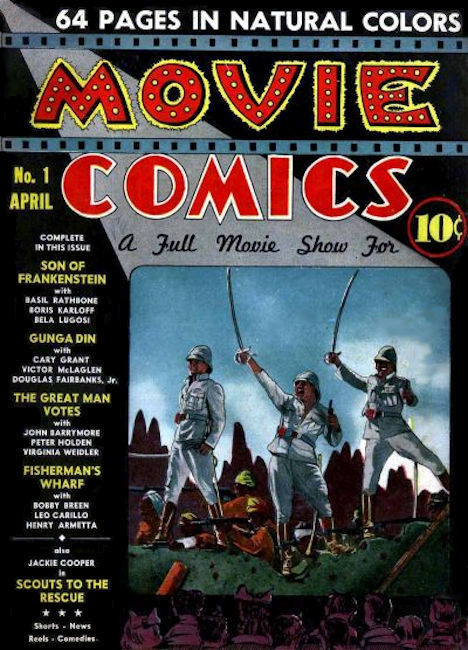 64 PAGES IN NATURAL COLORS
MOVIE
COMICS
No. 1
APRIL
10¢
A Full Movie Show For
COMPLETE
IN THIS ISSUE
SON OF
FRANKENSTEIN
with
BASIL RATHBONE
BORIS KARLOFF
BELA LUGOSI
GUNGA DIN
with
CARY GRANT
VICTOR McLAGLEN
DOUGLAS FAIRBANKS, Jr.
THE GREAT MAN
VOTES
with
JOHN BARRYMORE
PETER HOLDEN
VIRGINIA WEIDLER
FISHERMAN'S
WHARF
with
BOBBY BREEN
LEO CARILLO
HENRY ARMETTA
also
JACKIE COOPER
in
SCOUTS TO THE
RESCUE
Shorts - News
Reels - Comedies